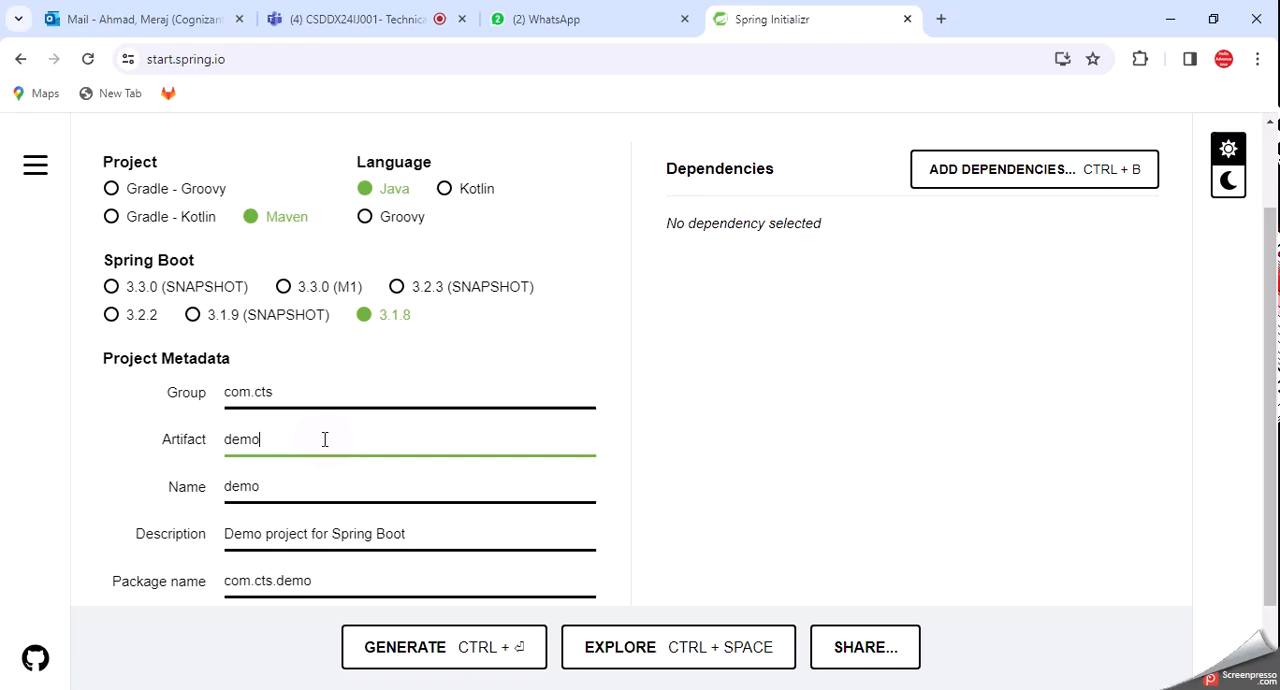 Mail - Ahmad, Meraj (Cognizan
(4) CSDDX24IJ001- Technica
(2) WhatsApp
Spring Initializr
start.spring.io
Maps
New Tab
Project
Language
Gradle - Groovy
Java
Kotlin
Gradle - Kotlin
Maven
Groovy
Dependencies
ADD DEPENDENCIES... CTRL + B
No dependency selected
Spring Boot
3.3.0 (SNAPSHOT)
3.3.0 (M1)
3.2.3 (SNAPSHOT)
3.2.2
3.1.9 (SNAPSHOT)
3.1.8
Project Metadata
Group com.cts
Artifact demo
Name demo
Description Demo project for Spring Boot
Package name com.cts.demo
GENERATE CTRL + ⏎
EXPLORE CTRL + SPACE
SHARE...
Screenpresso
.com